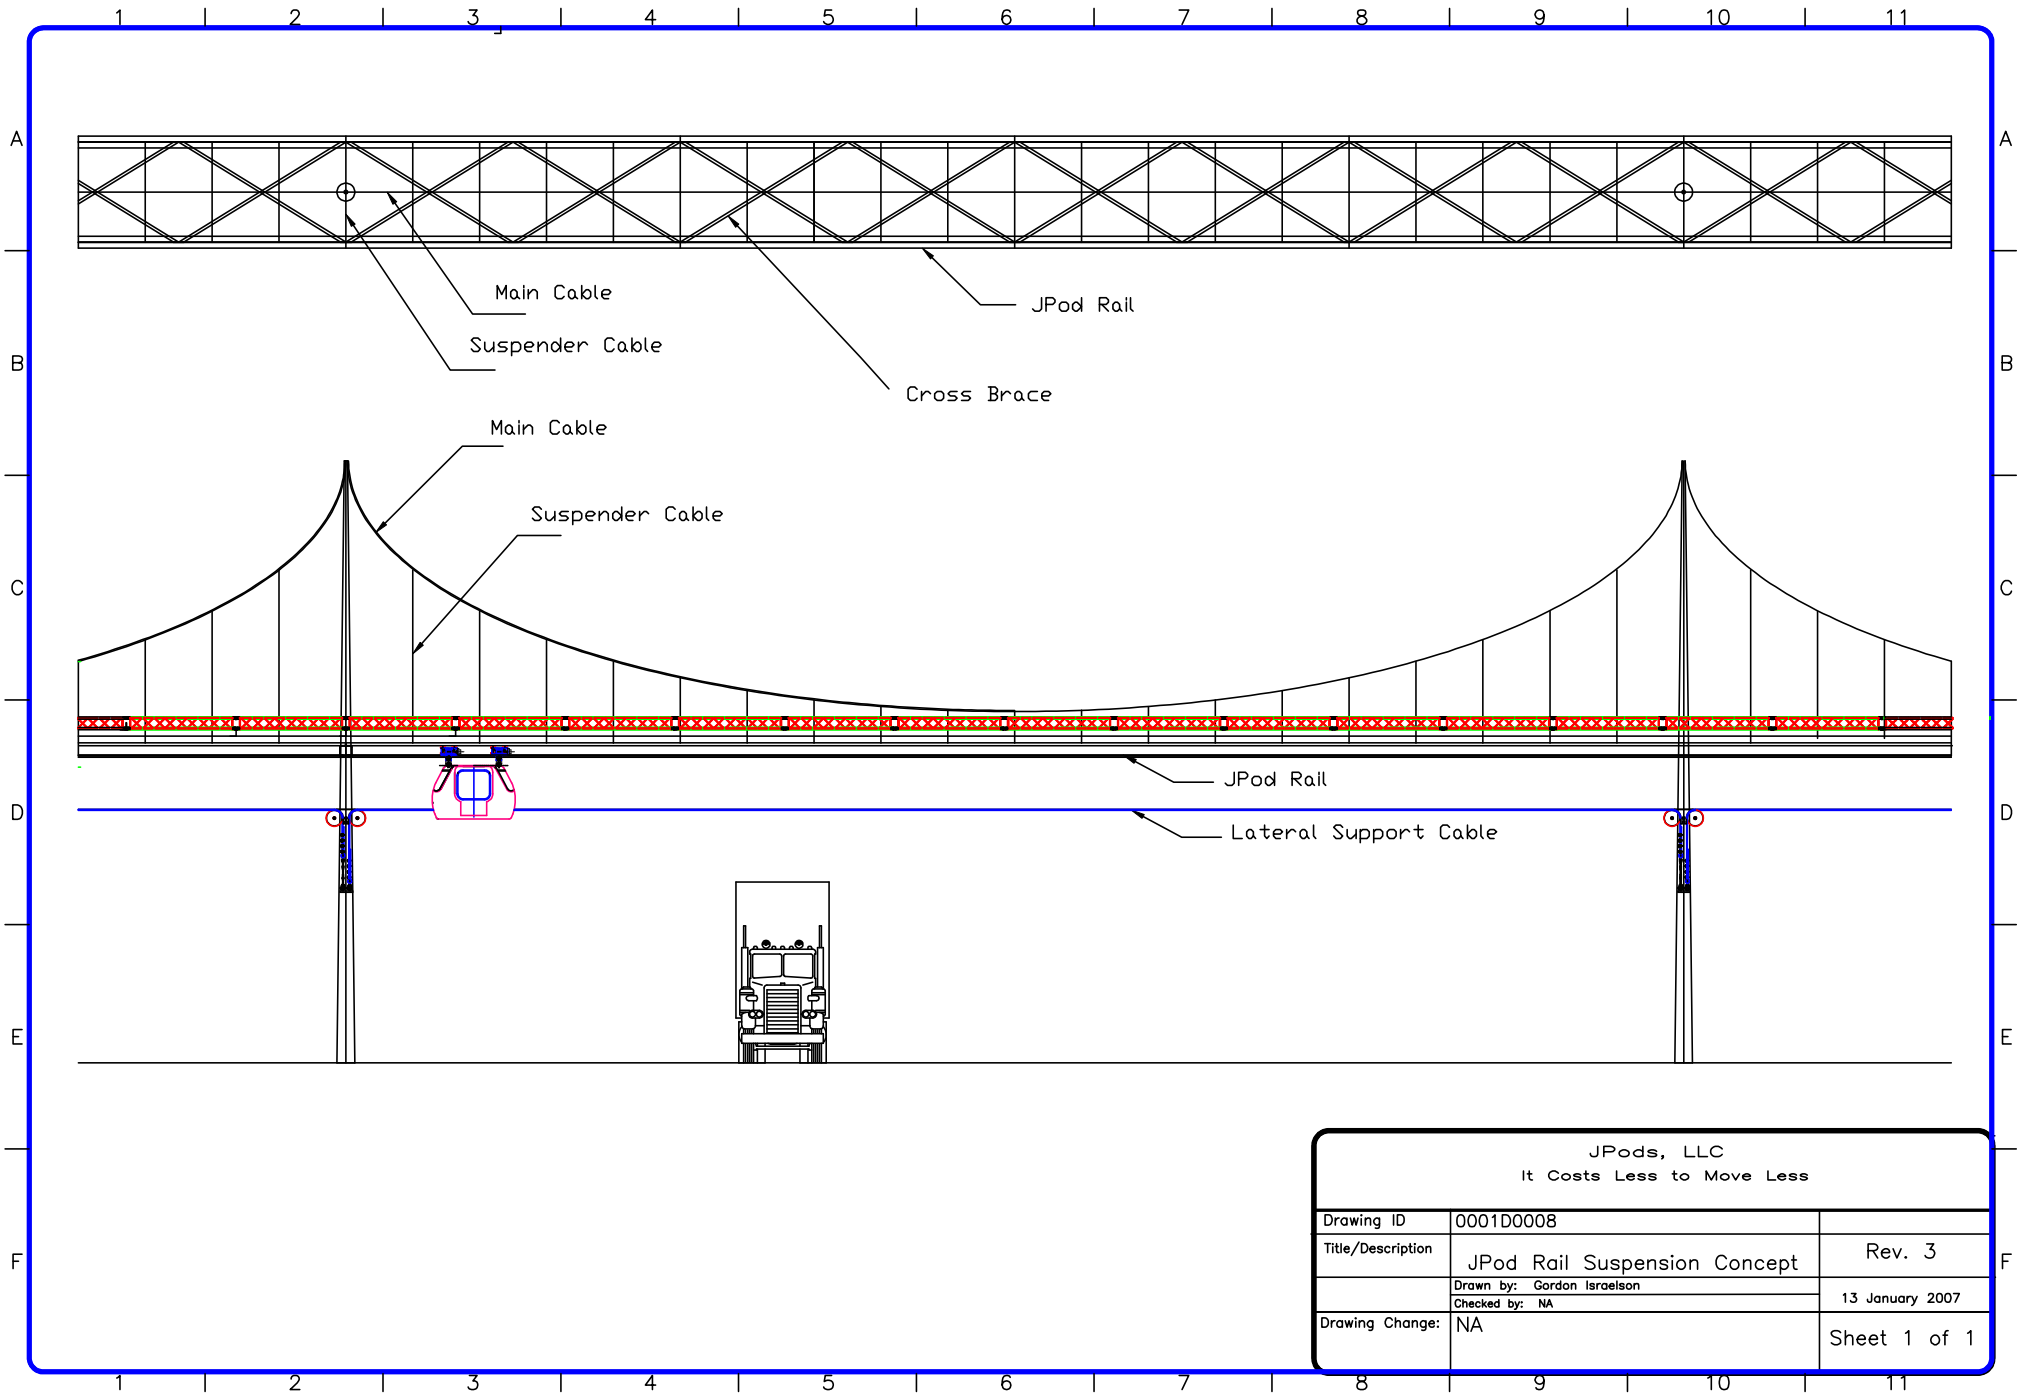 1 2 3 4 5 6 7 8 9 10 11
A A
Main Cable
JPod Rail
Suspender Cable
B B
Cross Brace
Main Cable
Suspender Cable
C C
JPod Rail
D D
Lateral Support Cable
E E
JPods, LLC
It Costs Less to Move Less
Drawing ID 0001D0008
Title/Description JPod Rail Suspension Concept Rev. 3
F F
Drawn by: Gordon Israelson
Checked by: NA 13 January 2007
Drawing Change: NA Sheet 1 of 1
1 2 3 4 5 6 7 8 9 10 11